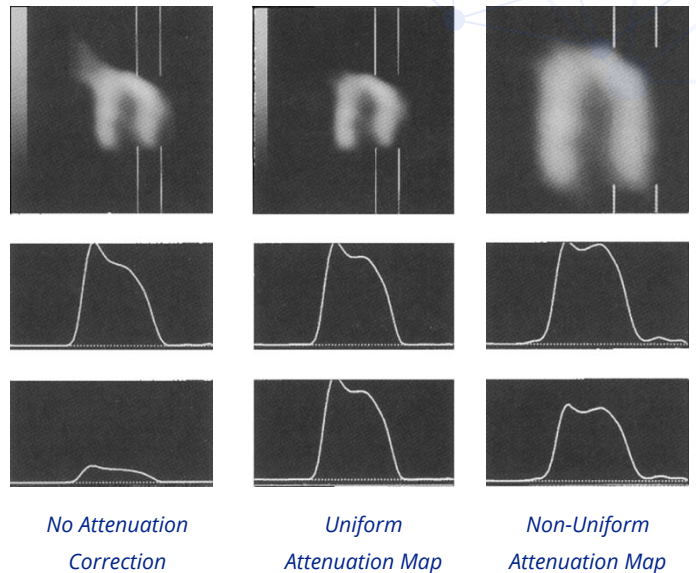 No Attenuation
Correction
Uniform
Attenuation Map
Non-Uniform
Attenuation Map